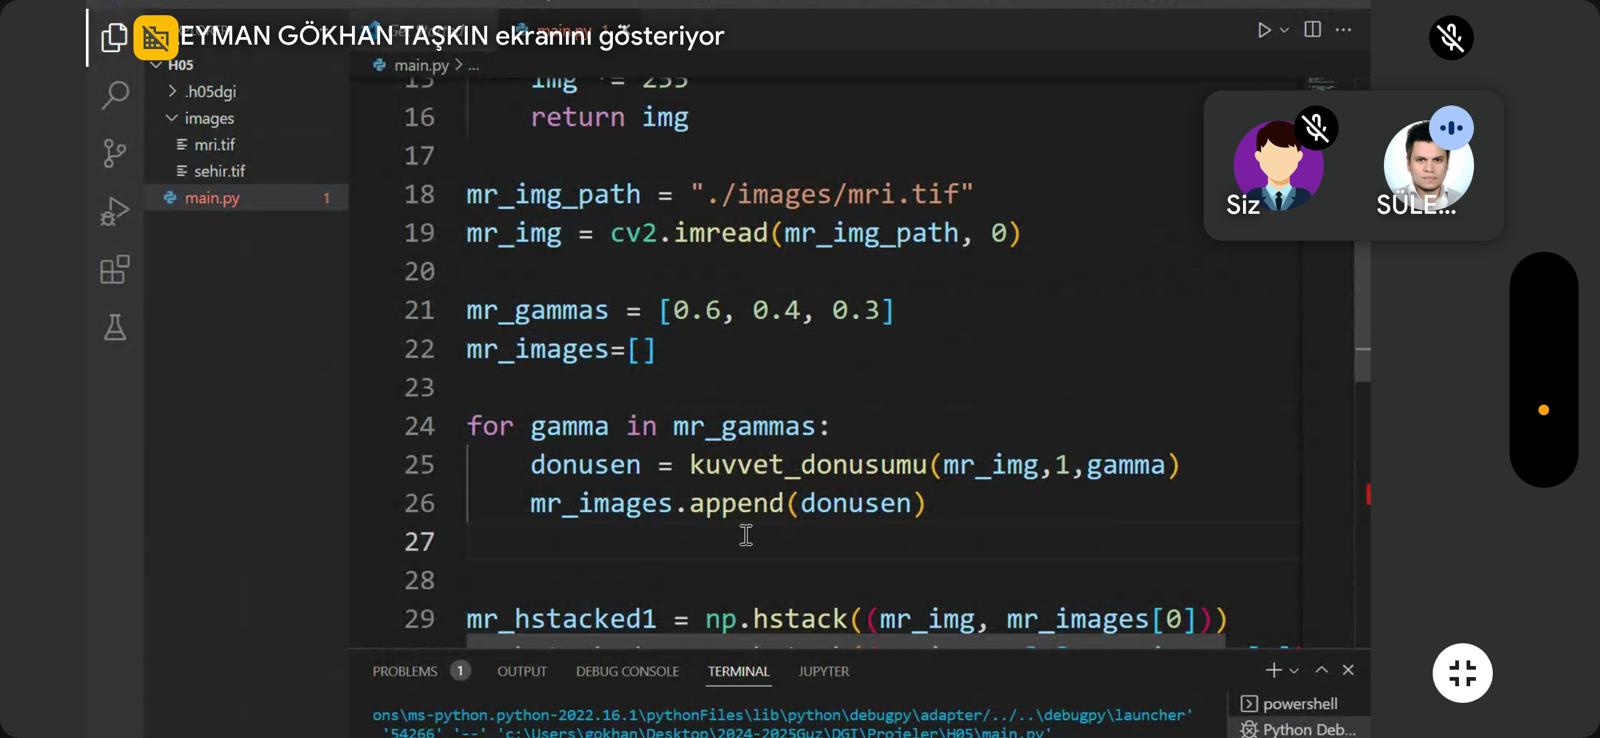 EYMAN GÖKHAN TAŞKIN ekranını gösteriyor
H05
.h05dgi
images
mri.tif
sehir.tif
main.py 1
main.py > ...
15 img *= 255
16 return img
17
18 mr_img_path = "./images/mri.tif"
19 mr_img = cv2.imread(mr_img_path, 0)
20
21 mr_gammas = [0.6, 0.4, 0.3]
22 mr_images=[]
23
24 for gamma in mr_gammas:
25 donusen = kuvvet_donusumu(mr_img,1,gamma)
26 mr_images.append(donusen)
27
28
29 mr_hstacked1 = np.hstack((mr_img, mr_images[0]))
Siz
SÜLE...
PROBLEMS 1 OUTPUT DEBUG CONSOLE TERMINAL JUPYTER
ons\ms-python.python-2022.16.1\pythonFiles\lib\python\debugpy\adapter/../..\debugpy\launcher'
'54266' '--' 'c:\Users\gokhan\Desktop\2024-2025Guz\DGI\Projeler\H05\main.py'
powershell
Python Deb...